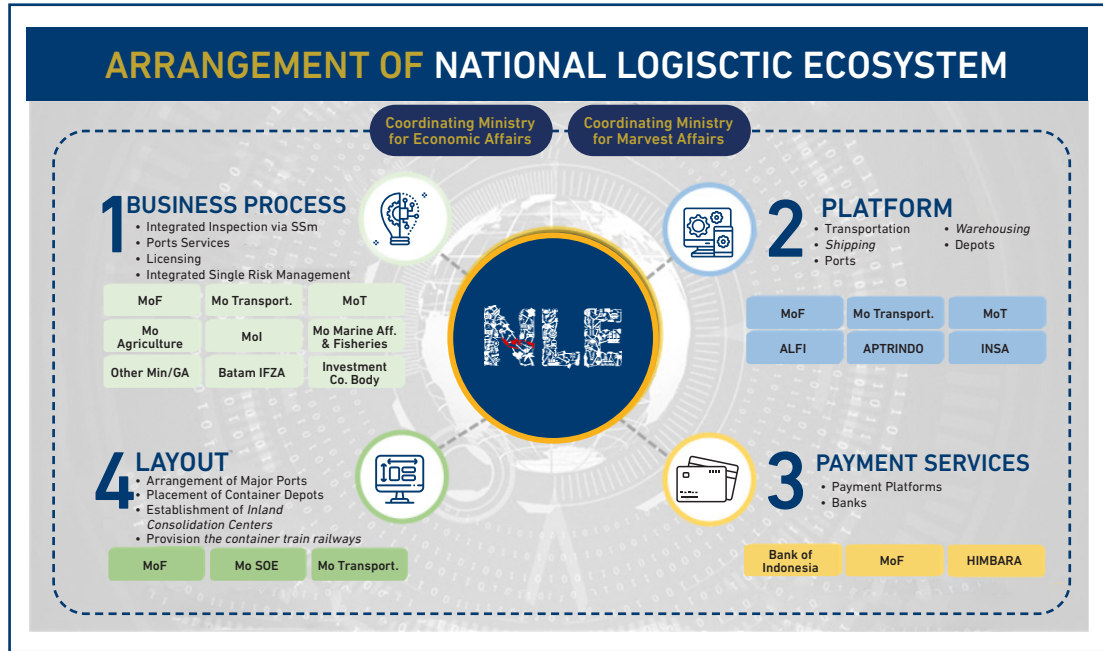 ARRANGEMENT OF NATIONAL LOGISCTIC ECOSYSTEM
Coordinating Ministry
for Economic Affairs
Coordinating Ministry
for Marvest Affairs
1 BUSINESS PROCESS
• Integrated Inspection via SSm
• Ports Services
• Licensing
• Integrated Single Risk Management
MoF
Mo Transport.
MoT
Mo
Agriculture
MoI
Mo Marine Aff.
& Fisheries
Other Min/GA
Batam IFZA
Investment
Co. Body
2 PLATFORM
• Transportation
• Shipping
• Ports
• Warehousing
• Depots
MoF
Mo Transport.
MoT
ALFI
APTRINDO
INSA
NLE
4 LAYOUT
• Arrangement of Major Ports
• Placement of Container Depots
• Establishment of Inland
Consolidation Centers
• Provision the container train railways
MoF
Mo SOE
Mo Transport.
3 PAYMENT SERVICES
• Payment Platforms
• Banks
Bank of
Indonesia
MoF
HIMBARA